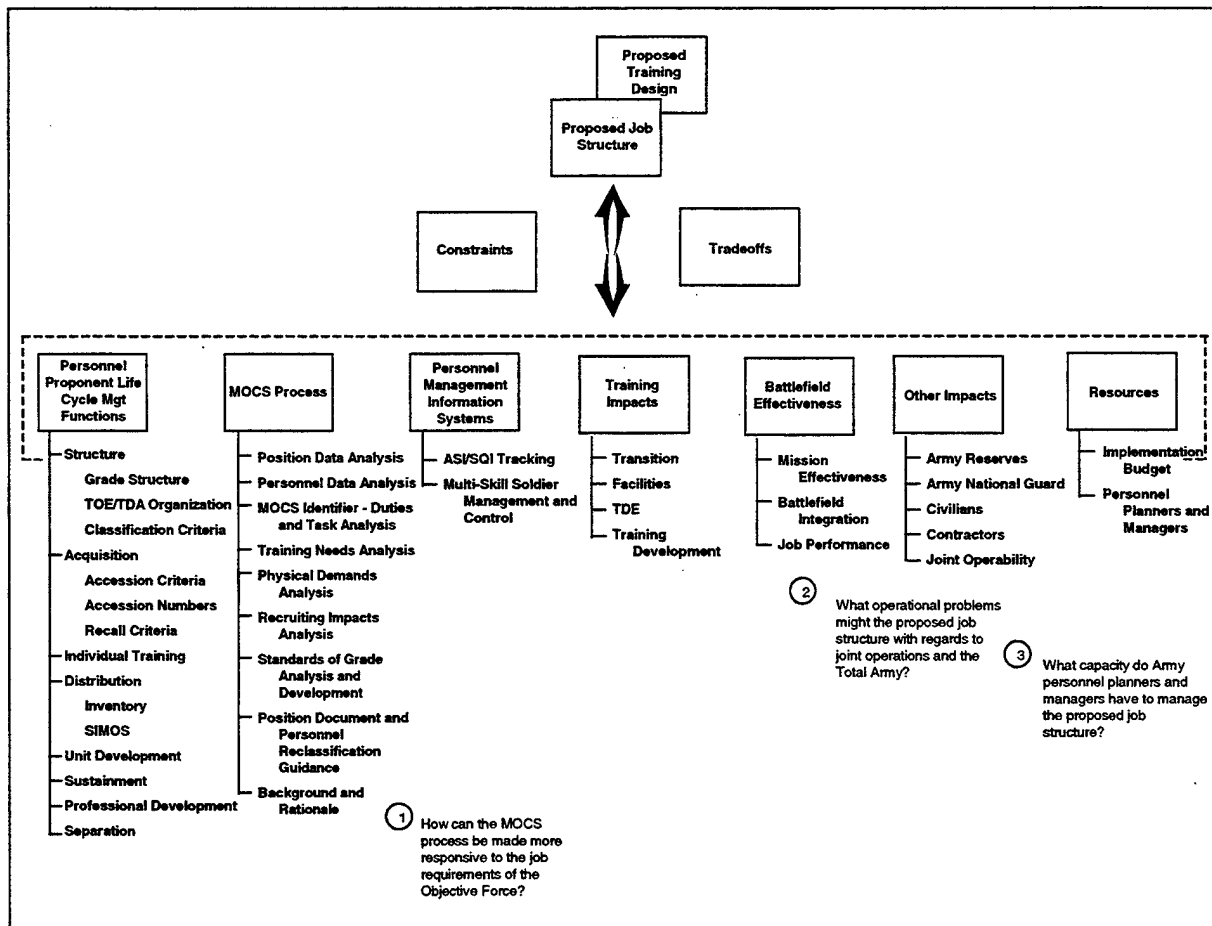 Proposed
Training
Design
Proposed Job
Structure
Constraints
Tradeoffs
Personnel
Proponent Life
Cycle Mgt
Functions
Structure
Grade Structure
TOE/TDA Organization
Classification Criteria
Acquisition
Accession Criteria
Accession Numbers
Recall Criteria
Individual Training
Distribution
Inventory
SIMOS
Unit Development
Sustainment
Professional Development
Separation
MOCS Process
Position Data Analysis
Personnel Data Analysis
MOCS Identifier - Duties
and Task Analysis
Training Needs Analysis
Physical Demands
Analysis
Recruiting Impacts
Analysis
Standards of Grade
Analysis and
Development
Position Document and
Personnel
Reclassification
Guidance
Background and
Rationale
Personnel
Management
Information
Systems
ASI/SQI Tracking
Multi-Skill Soldier
Management and
Control
Training
Impacts
Transition
Facilities
TDE
Training
Development
Battlefield
Effectiveness
Mission
Effectiveness
Battlefield
Integration
Job Performance
Other Impacts
Army Reserves
Army National Guard
Civilians
Contractors
Joint Operability
Resources
Implementation
Budget
Personnel
Planners and
Managers
1
How can the MOCS
process be made more
responsive to the job
requirements of the
Objective Force?
2
What operational problems
might the proposed job
structure with regards to
joint operations and the
Total Army?
3
What capacity do Army
personnel planners and
managers have to manage
the proposed job
structure?